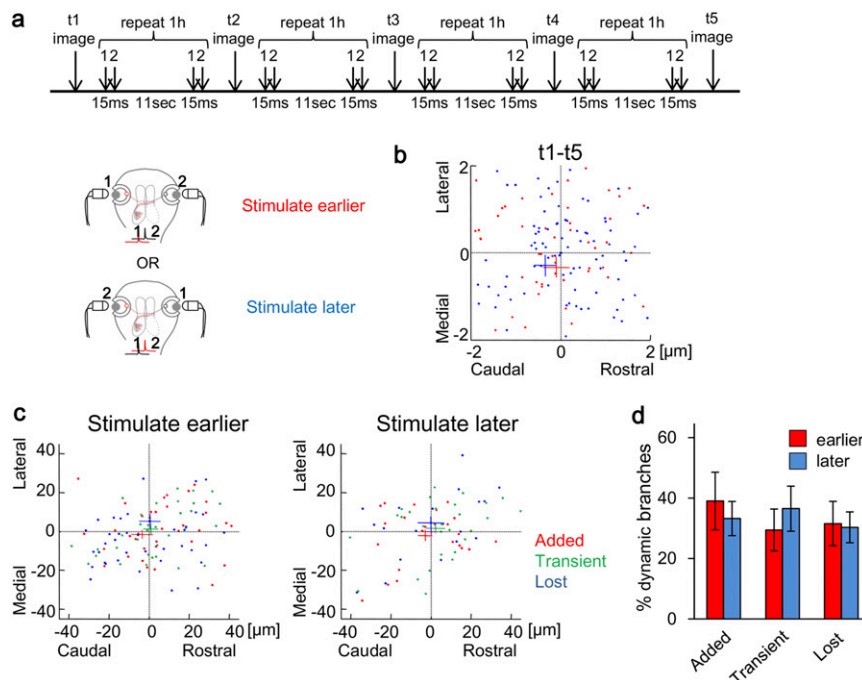 a
t1 image repeat 1h t2 image repeat 1h t3 image repeat 1h t4 image repeat 1h t5 image
12 12 12 12 12 12 12 12
15ms 11sec 15ms 15ms 11sec 15ms 15ms 11sec 15ms 15ms 11sec 15ms
1 2
Stimulate earlier
1 2
OR
2 1
Stimulate later
1 2
b
t1-t5
Lateral
Medial
2
0
-2
-2 0 2 [µm]
Caudal Rostral
c
Stimulate earlier
Lateral
Medial
40
20
0
-20
-40
-40 -20 0 20 40 [µm]
Caudal Rostral
Stimulate later
Lateral
Medial
40
20
0
-20
-40
-40 -20 0 20 40 [µm]
Caudal Rostral
Added
Transient
Lost
d
% dynamic branches
60
40
20
0
earlier
later
Added
Transient
Lost